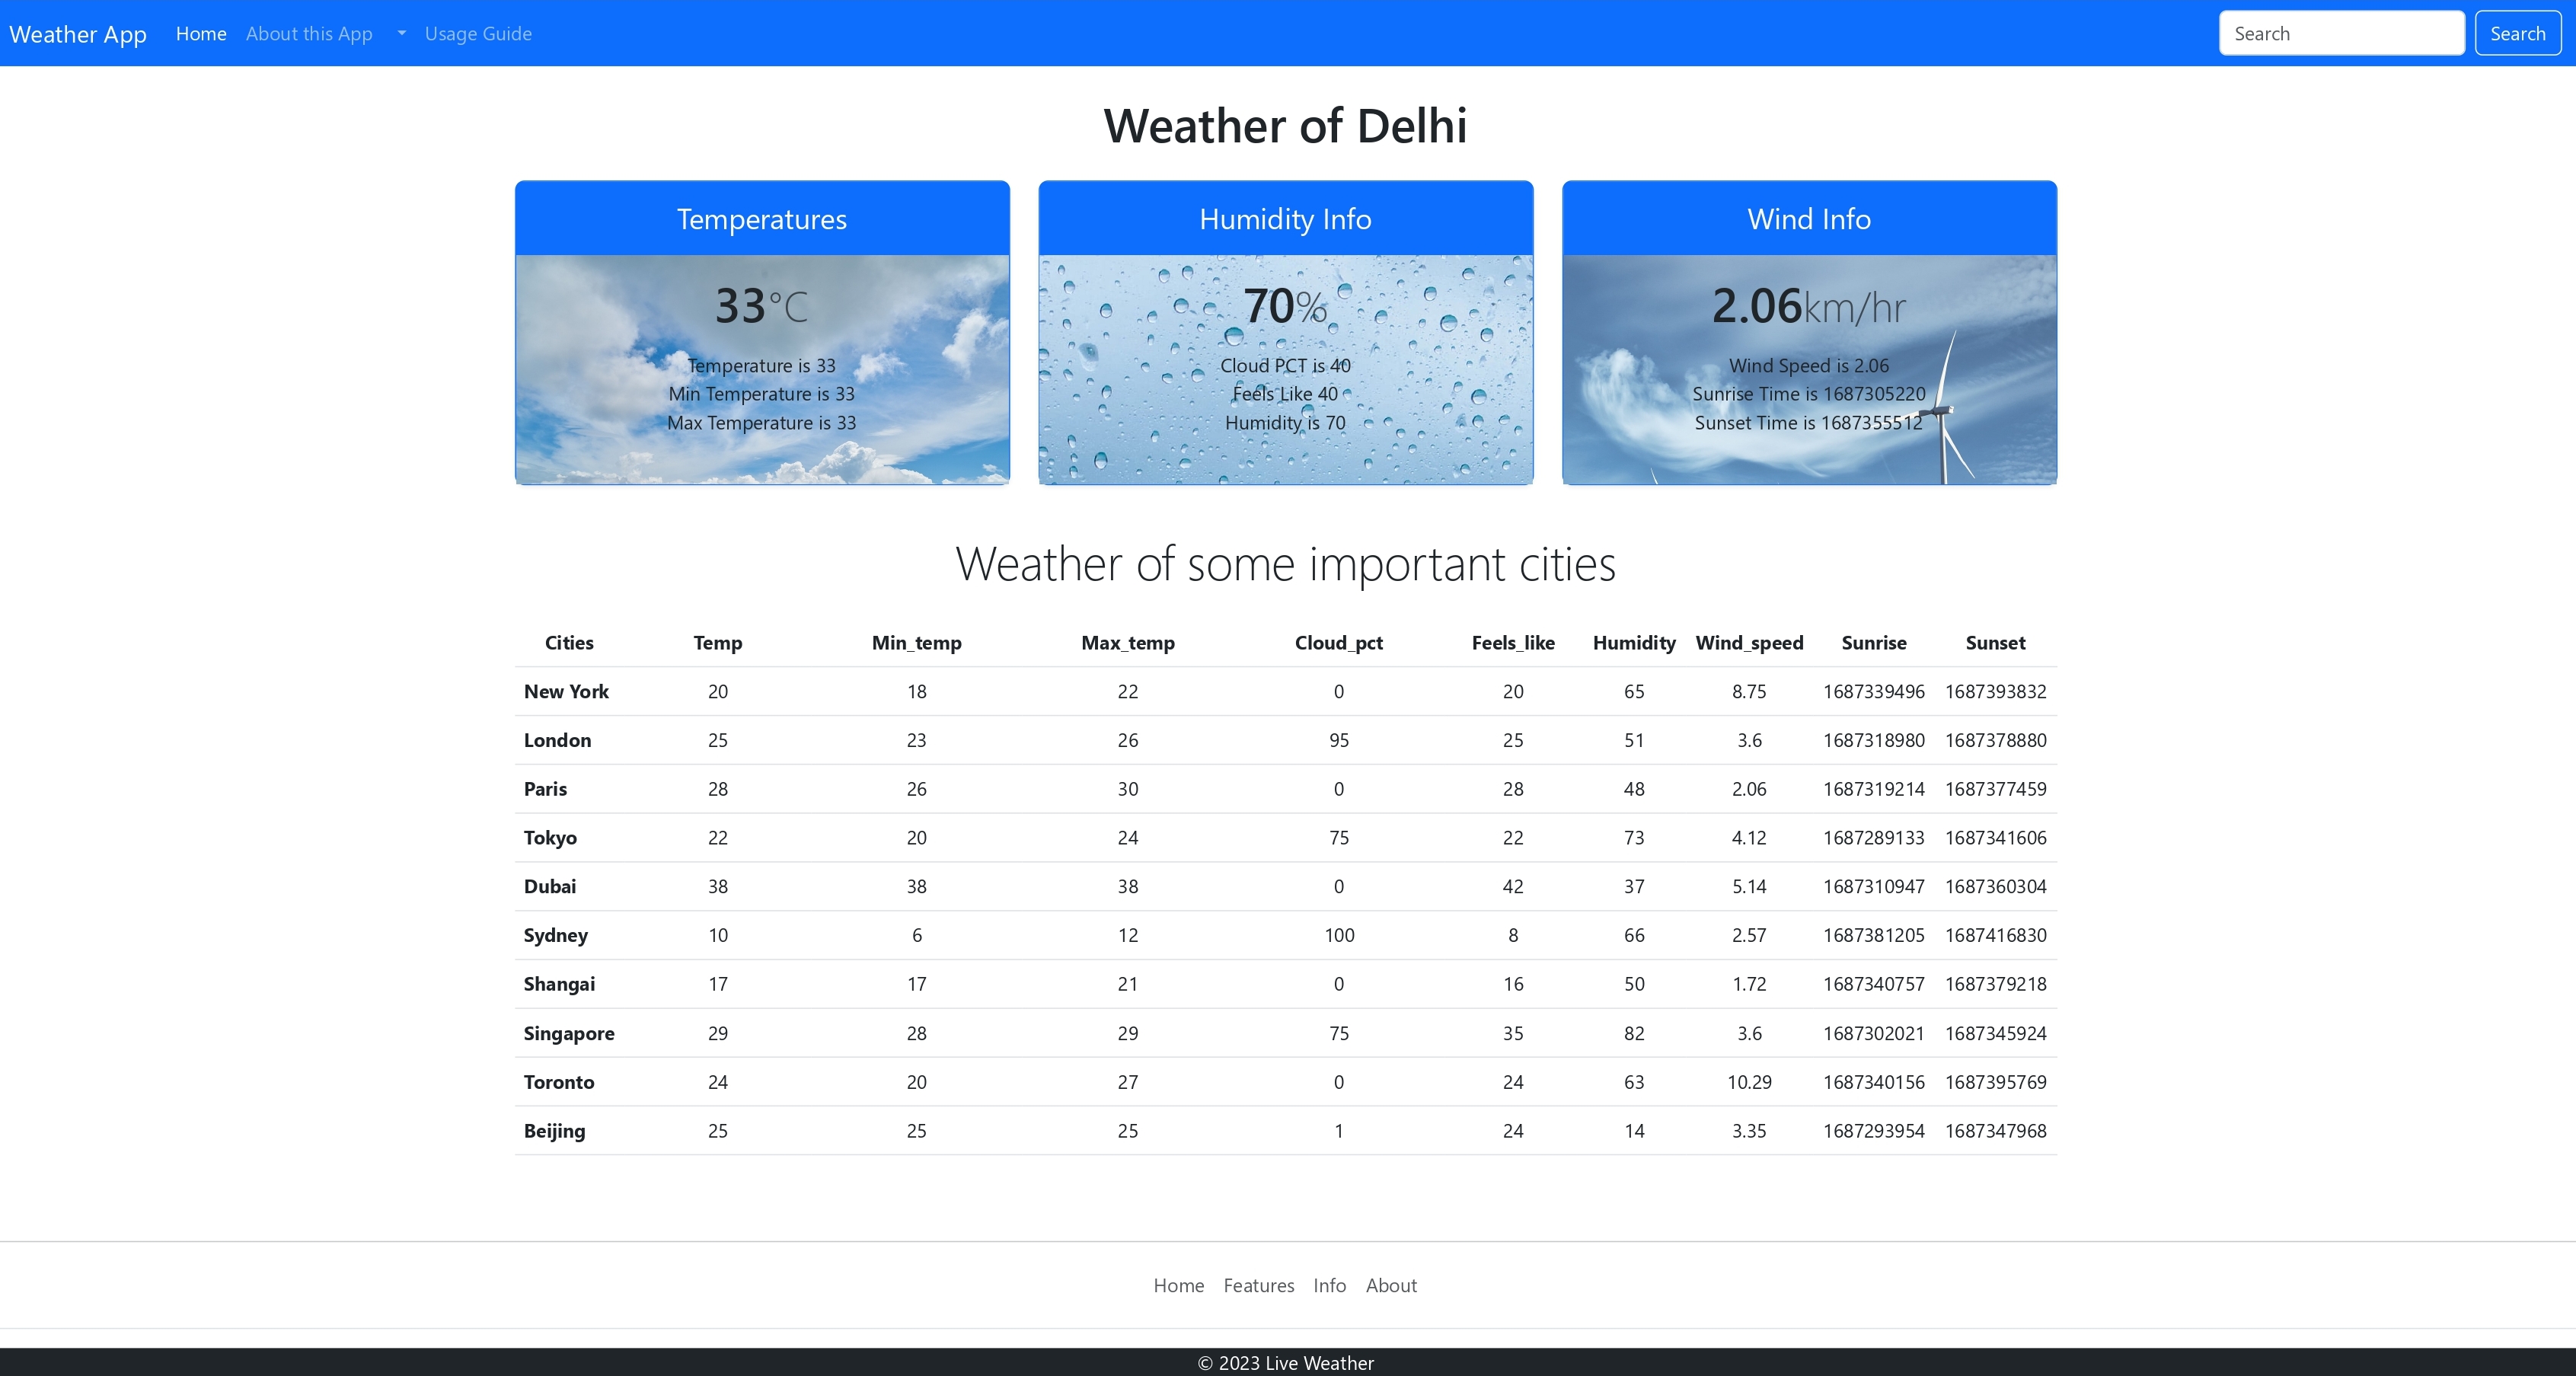 Weather App Home About this App Usage Guide Search Search
Weather of Delhi
Temperatures
33°C
Temperature is 33
Min Temperature is 33
Max Temperature is 33
Humidity Info
70%
Cloud PCT is 40
Feels Like 40
Humidity is 70
Wind Info
2.06km/hr
Wind Speed is 2.06
Sunrise Time is 1687305220
Sunset Time is 1687355512
Weather of some important cities
Cities Temp Min_temp Max_temp Cloud_pct Feels_like Humidity Wind_speed Sunrise Sunset
New York 20 18 22 0 20 65 8.75 1687339496 1687393832
London 25 23 26 95 25 51 3.6 1687318980 1687378880
Paris 28 26 30 0 28 48 2.06 1687319214 1687377459
Tokyo 22 20 24 75 22 73 4.12 1687289133 1687341606
Dubai 38 38 38 0 42 37 5.14 1687310947 1687360304
Sydney 10 6 12 100 8 66 2.57 1687381205 1687416830
Shangai 17 17 21 0 16 50 1.72 1687340757 1687379218
Singapore 29 28 29 75 35 82 3.6 1687302021 1687345924
Toronto 24 20 27 0 24 63 10.29 1687340156 1687395769
Beijing 25 25 25 1 24 14 3.35 1687293954 1687347968
Home Features Info About
© 2023 Live Weather